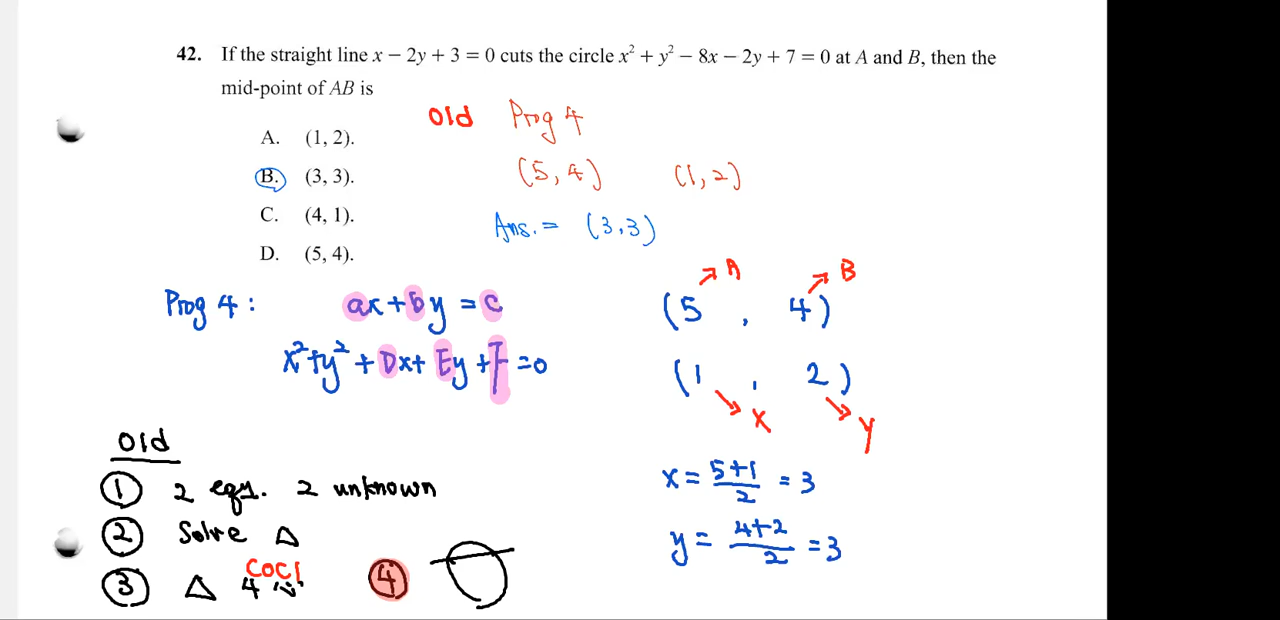 42. If the straight line x − 2y + 3 = 0 cuts the circle x² + y² − 8x − 2y + 7 = 0 at A and B, then the
mid-point of AB is
A. (1, 2).
B. (3, 3).
C. (4, 1).
D. (5, 4).
Old Prog 4
(5, 4) (1, 2)
Ans. = (3, 3)
Prog 4 : ax + by = c
x² + y² + Dx + Ey + F = 0
A B
(5 , 4)
(1 , 2)
X Y
x = 5+1/2 = 3
y = 4+2/2 = 3
Old
① 2 eqn. 2 unknown
② Solve Δ
COCI
③ Δ 4
④